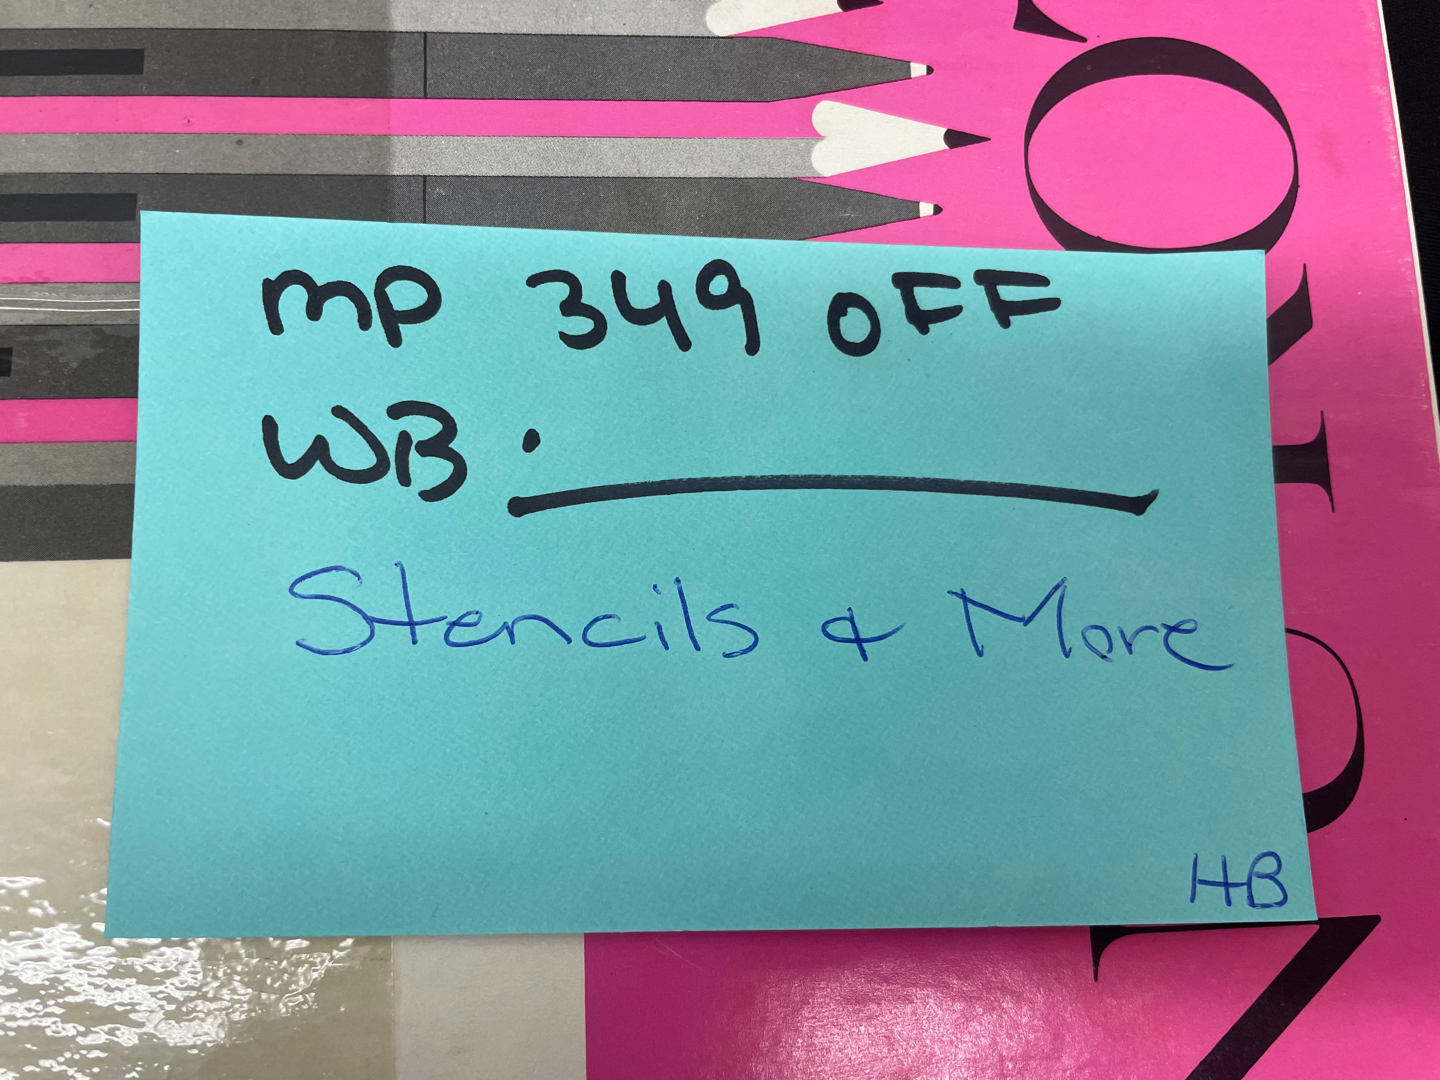 MP 349 OFF
WB . ________
Stencils & More
HB